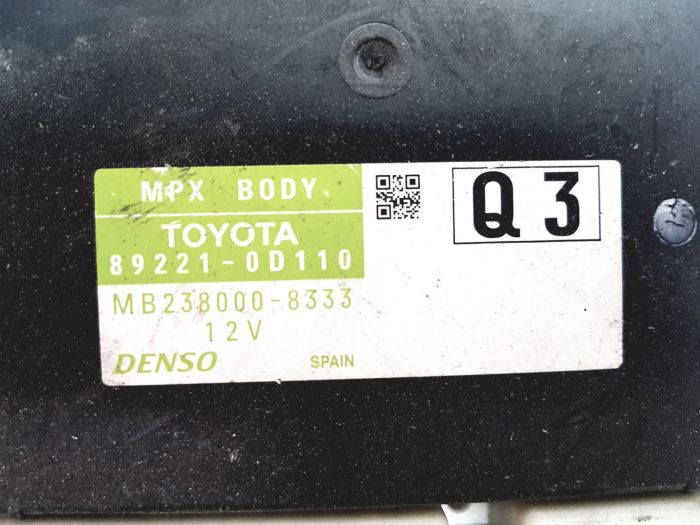 MPX BODY
TOYOTA
89221-0D110
MB238000-8333
12V
DENSO SPAIN
Q3